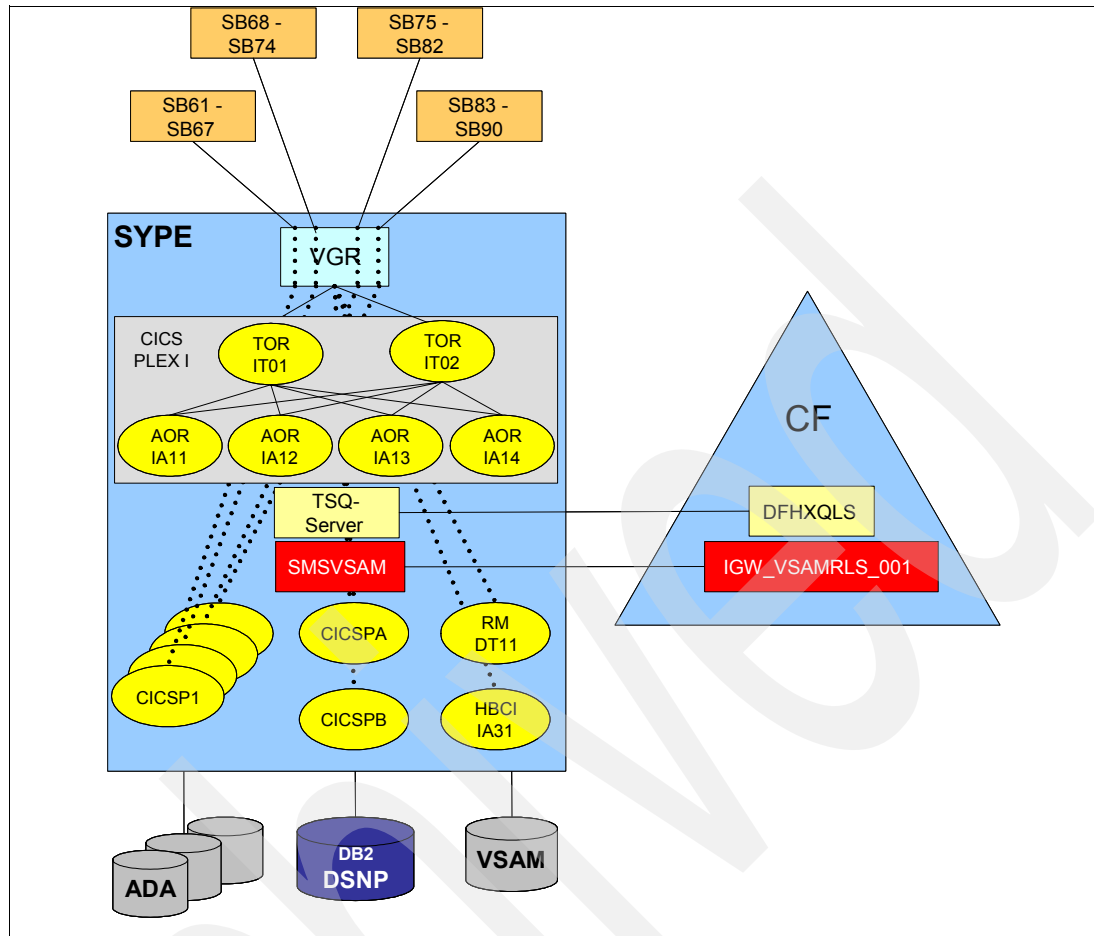 SB68 -
SB74
SB75 -
SB82
SB61 -
SB67
SB83 -
SB90
SYPE
VGR
CICS
PLEX I
TOR
IT01
TOR
IT02
AOR
IA11
AOR
IA12
AOR
IA13
AOR
IA14
CF
TSQ-
Server
DFHXQLS
SMSVSAM
IGW_VSAMRLS_001
CICSPA
RM
DT11
CICSP1
CICSPB
HBCI
IA31
ADA
DB2
DSNP
VSAM